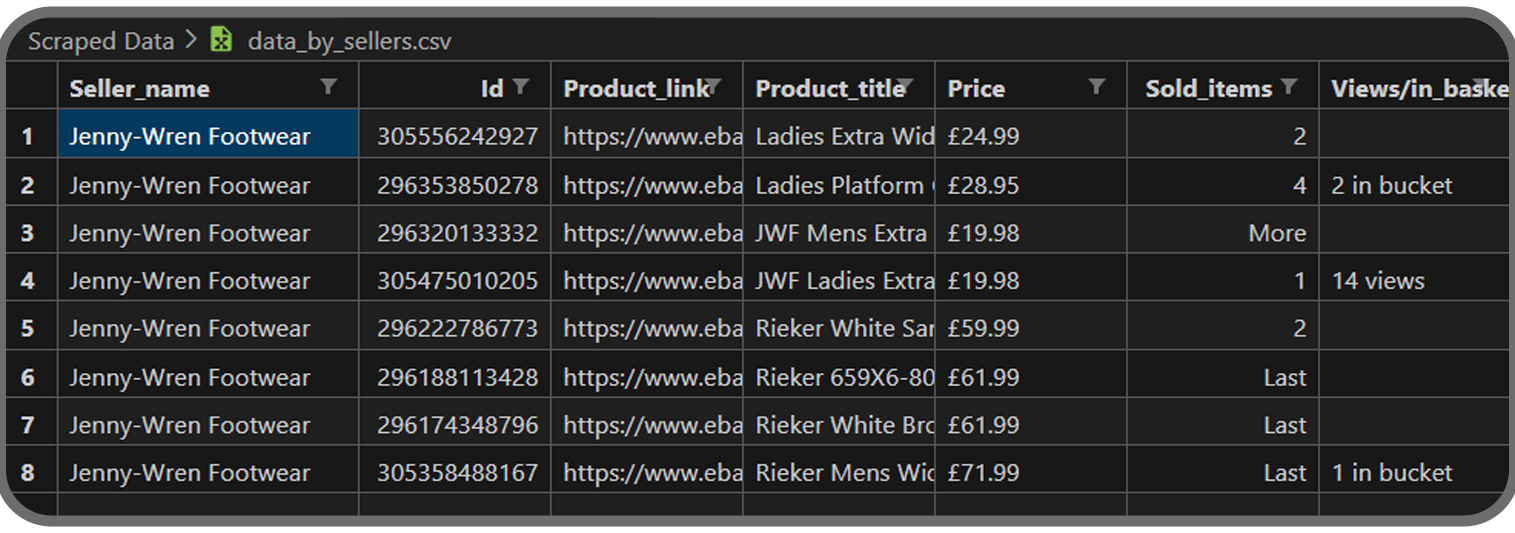 Scraped Data > data_by_sellers.csv
Seller_name Id Product_link Product_title Price Sold_items Views/in_baske
1 Jenny-Wren Footwear 305556242927 https://www.eba Ladies Extra Wid £24.99 2
2 Jenny-Wren Footwear 296353850278 https://www.eba Ladies Platform £28.95 4 2 in bucket
3 Jenny-Wren Footwear 296320133332 https://www.eba JWF Mens Extra £19.98 More
4 Jenny-Wren Footwear 305475010205 https://www.eba JWF Ladies Extra £19.98 1 14 views
5 Jenny-Wren Footwear 296222786773 https://www.eba Rieker White San £59.99 2
6 Jenny-Wren Footwear 296188113428 https://www.eba Rieker 659X6-80 £61.99 Last
7 Jenny-Wren Footwear 296174348796 https://www.eba Rieker White Bro £61.99 Last
8 Jenny-Wren Footwear 305358488167 https://www.eba Rieker Mens Wid £71.99 Last 1 in bucket